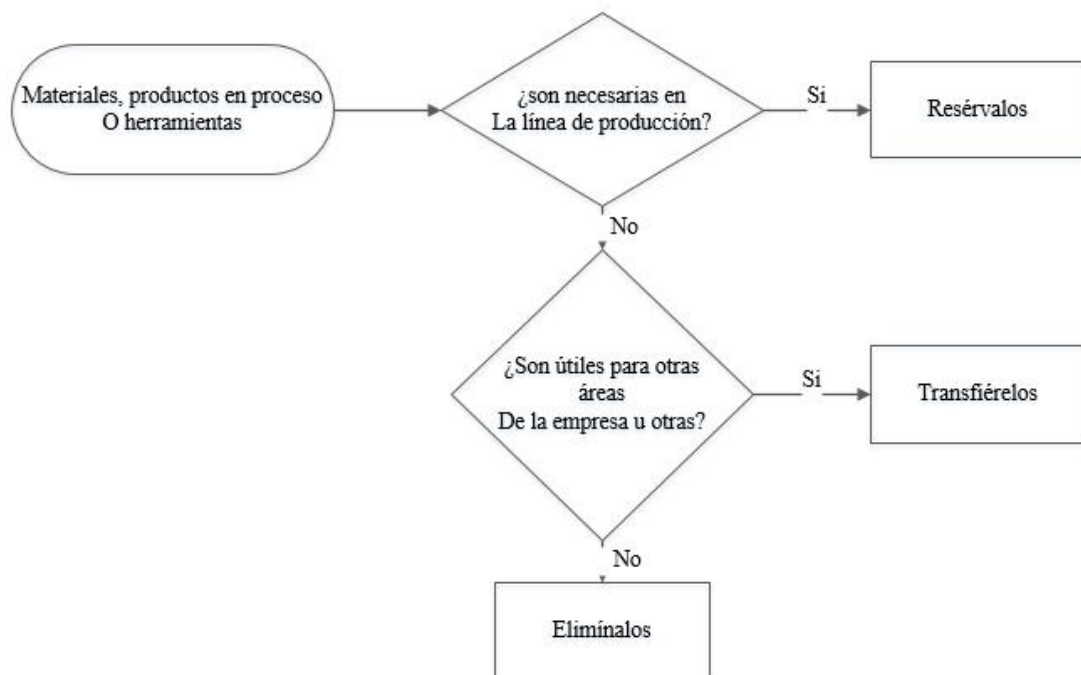 Materiales, productos en proceso
O herramientas
¿son necesarias en
La línea de producción?
Si
Resérvalos
No
¿Son útiles para otras
áreas
De la empresa u otras?
Si
Transfiérelos
No
Elimínalos